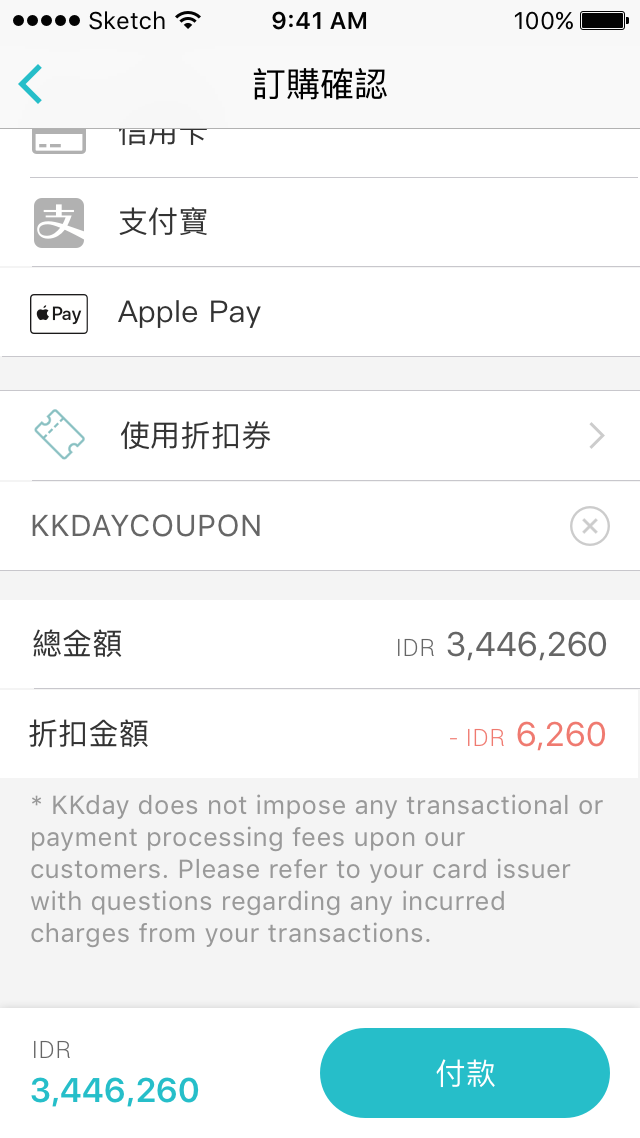 Sketch 9:41 AM 100%
訂購確認
信用卡
支付寶
Pay Apple Pay
使用折扣券
KKDAYCOUPON
總金額 IDR 3,446,260
折扣金額 - IDR 6,260
* KKday does not impose any transactional or
payment processing fees upon our
customers. Please refer to your card issuer
with questions regarding any incurred
charges from your transactions.
IDR
3,446,260
付款